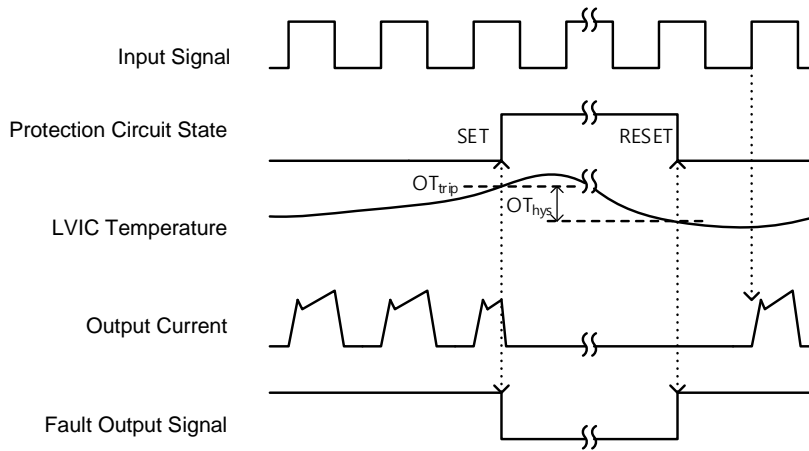 Input Signal
Protection Circuit State
SET
RESET
OTtrip
OThys
LVIC Temperature
Output Current
Fault Output Signal